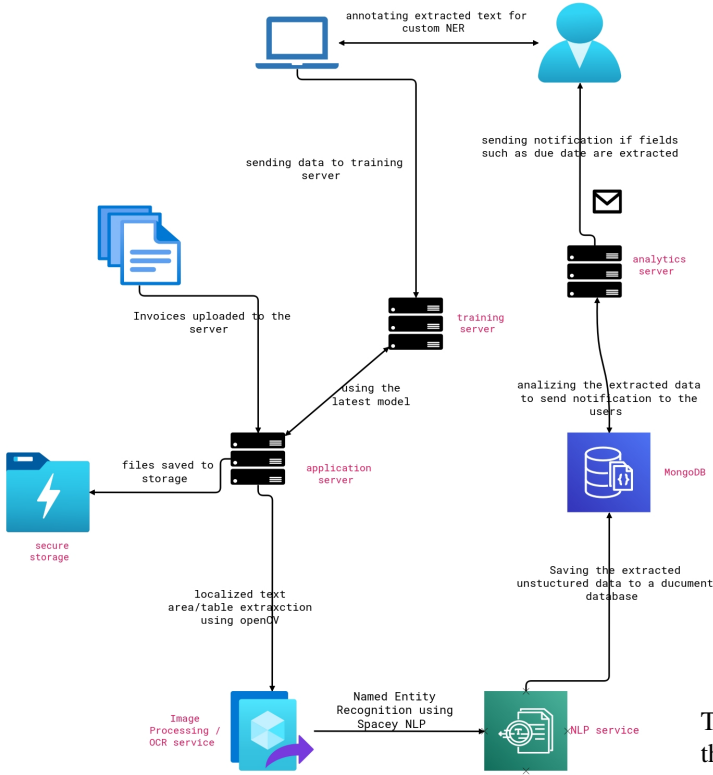 annotating extracted text for
custom NER
sending notification if fields
such as due date are extracted
sending data to training
server
analytics
server
Invoices uploaded to the
server
training
server
using the
latest model
analizing the extracted data
to send notification to the
users
files saved to
storage
application
server
MongoDB
secure
storage
Saving the extracted
unstuctured data to a ducument
database
localized text
area/table extraxction
using openCV
Named Entity
Recognition using
Spacey NLP
Image
Processing /
OCR service
NLP service
T
th